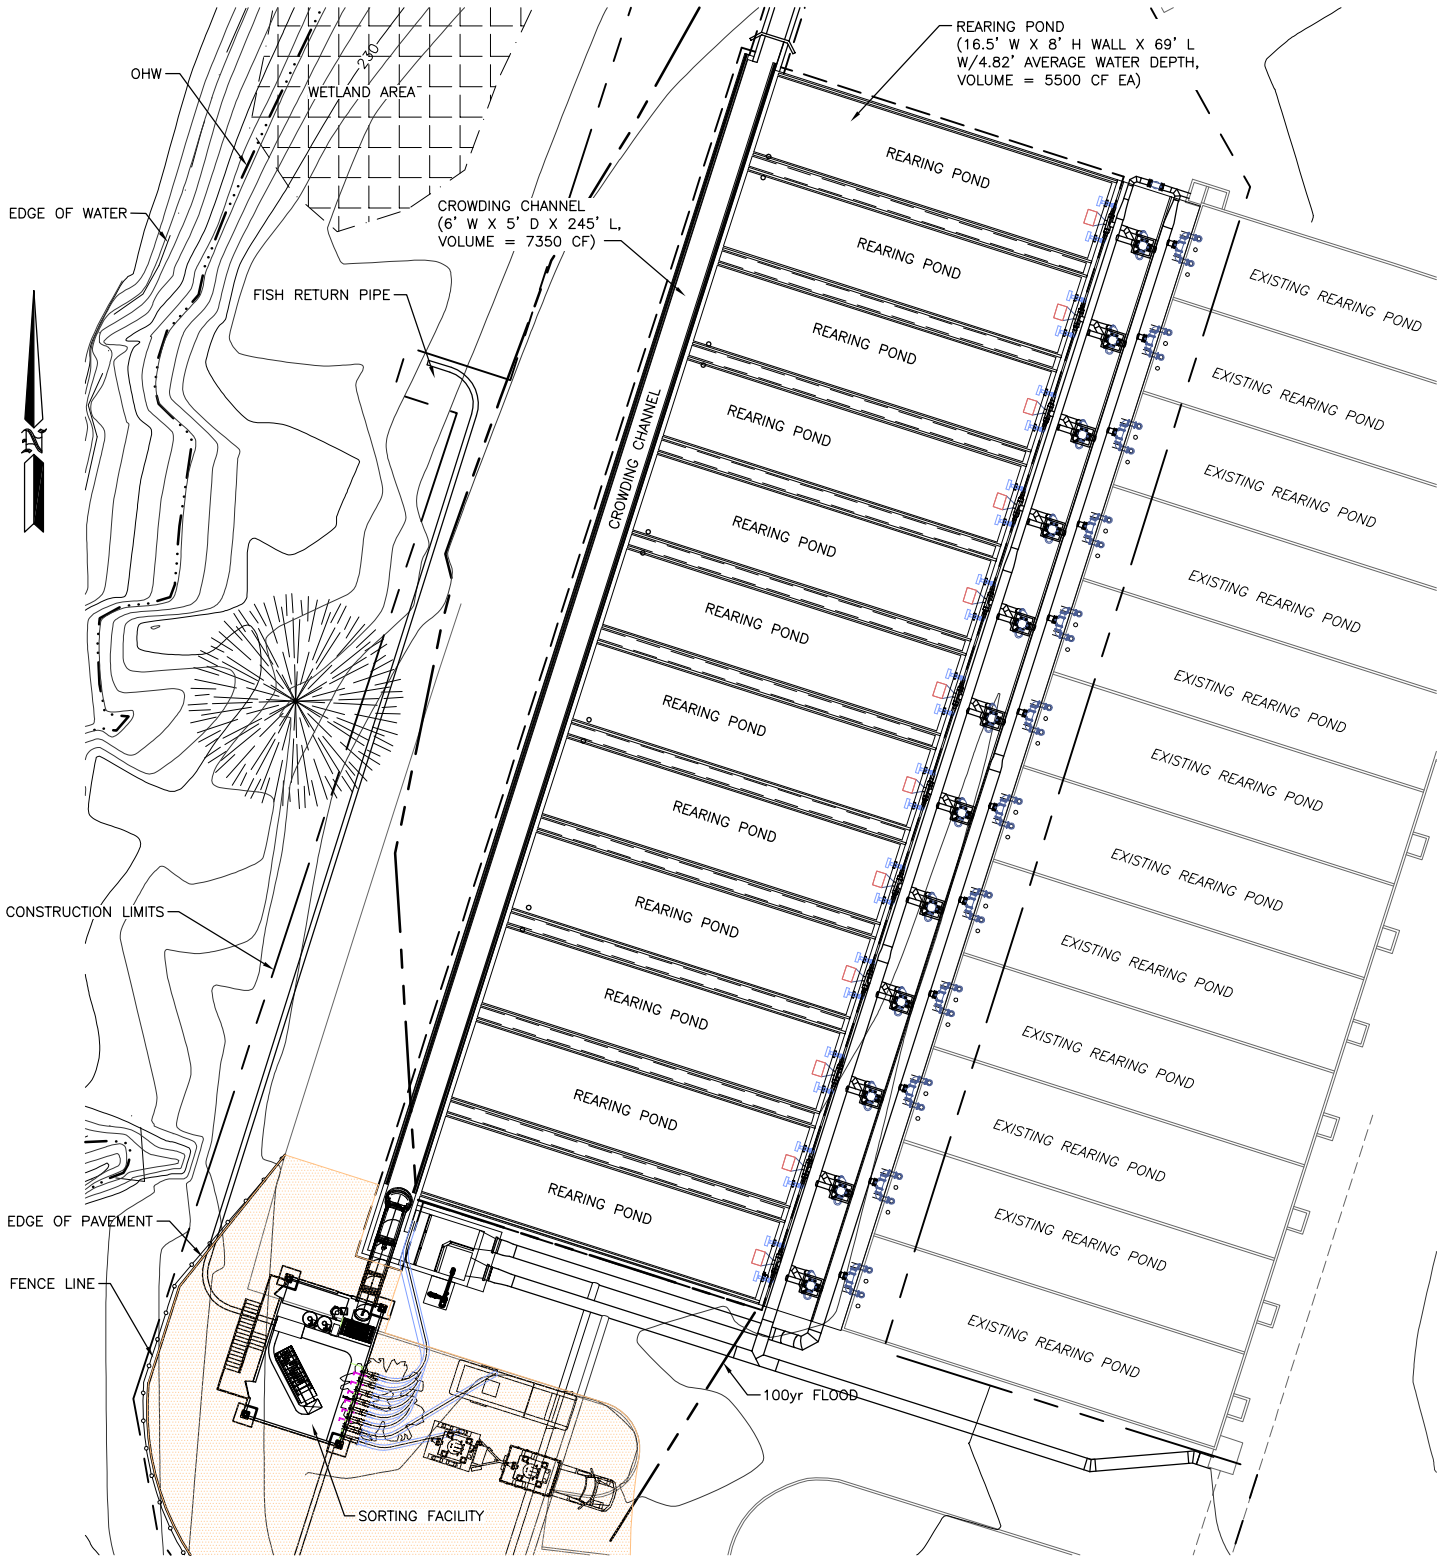 REARING POND
(16.5' W X 8' H WALL X 69' L
W/4.82' AVERAGE WATER DEPTH,
VOLUME = 5500 CF EA)
230
OHW
WETLAND AREA
REARING POND
CROWDING CHANNEL
(6' W X 5' D X 245' L,
VOLUME = 7350 CF)
EDGE OF WATER
REARING POND
FISH RETURN PIPE
EXISTING REARING POND
REARING POND
EXISTING REARING POND
N
CROWDING CHANNEL
REARING POND
EXISTING REARING POND
REARING POND
EXISTING REARING POND
REARING POND
EXISTING REARING POND
REARING POND
EXISTING REARING POND
REARING POND
EXISTING REARING POND
CONSTRUCTION LIMITS
REARING POND
EXISTING REARING POND
REARING POND
EXISTING REARING POND
REARING POND
EXISTING REARING POND
EDGE OF PAVEMENT
REARING POND
EXISTING REARING POND
FENCE LINE
EXISTING REARING POND
100yr FLOOD
SORTING FACILITY